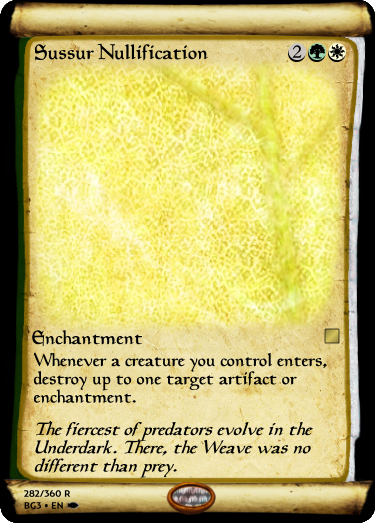 Sussur Nullification 2
Enchantment
Whenever a creature you control enters,
destroy up to one target artifact or
enchantment.
The fiercest of predators evolve in the
Underdark. There, the Weave was no
different than prey.
282/360 R
BG3 • EN